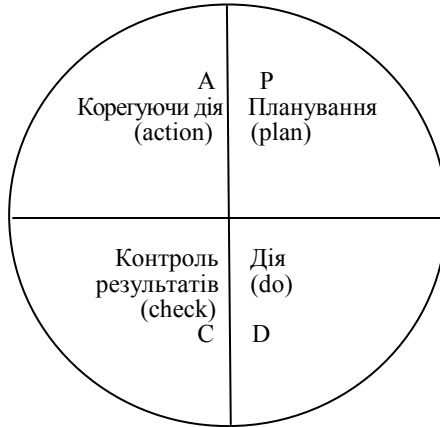 A
Корегуючи дія
(action)
P
Планування
(plan)
Контроль
результатів
(check)
C
Дія
(do)
D